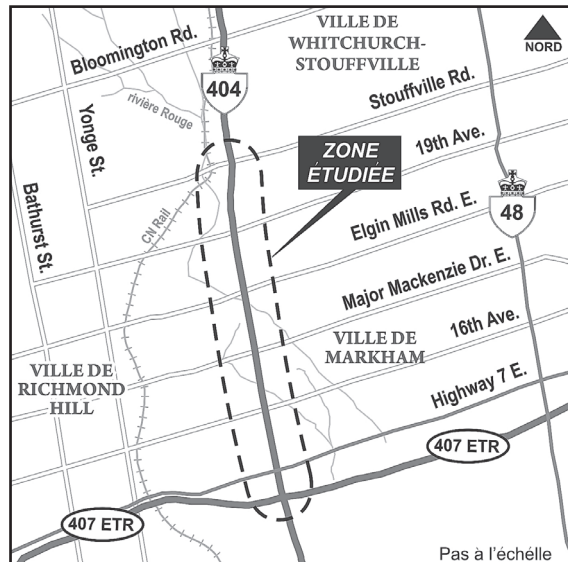 VILLE DE
WHITCHURCH-
STOUFFVILLE
NORD
Bloomington Rd.
404
Yonge St.
rivière Rouge
Stouffville Rd.
19th Ave.
ZONE
ÉTUDIÉE
Bathurst St.
CN Rail
Elgin Mills Rd. E.
48
Major Mackenzie Dr. E.
16th Ave.
VILLE DE
MARKHAM
VILLE DE
RICHMOND
HILL
Highway 7 E.
407 ETR
407 ETR
Pas à l'échélle